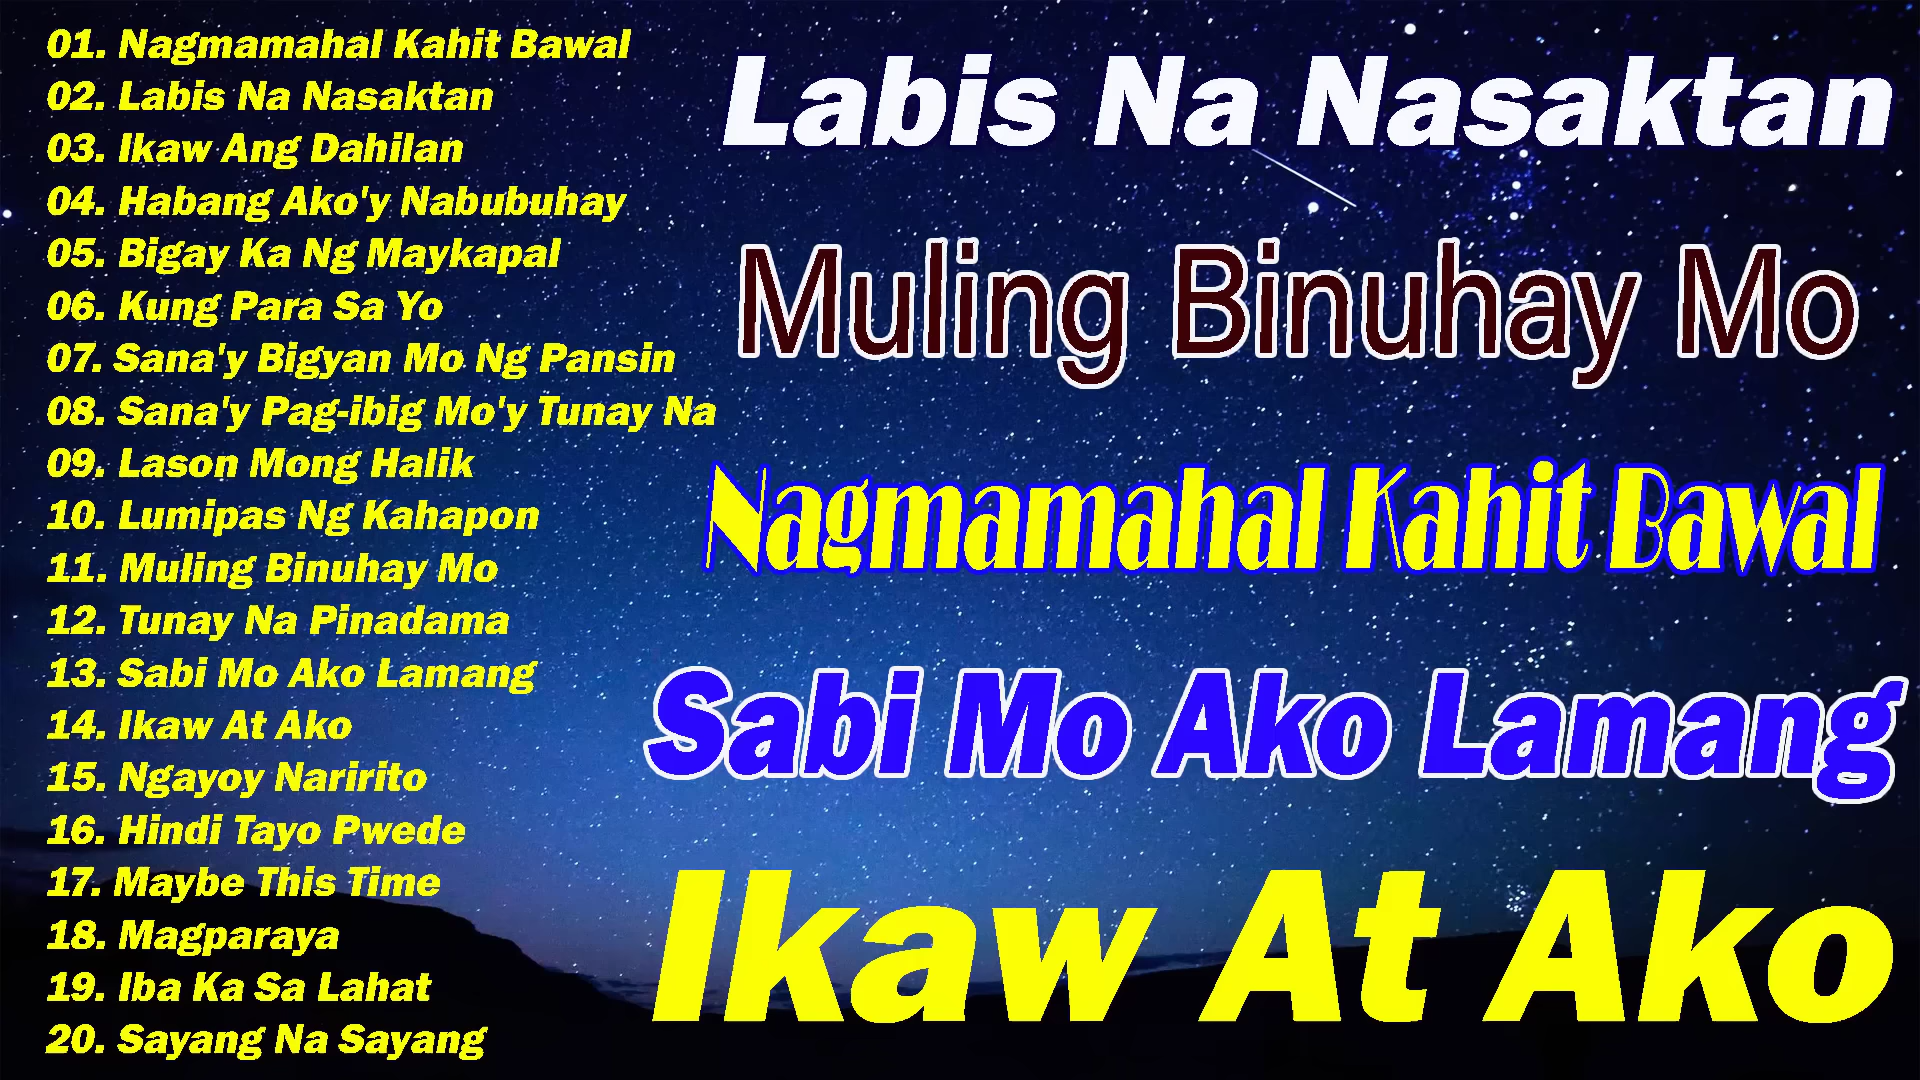 01. Nagmamahal Kahit Bawal
02. Labis Na Nasaktan
03. Ikaw Ang Dahilan
04. Habang Ako'y Nabubuhay
05. Bigay Ka Ng Maykapal
06. Kung Para Sa Yo
07. Sana'y Bigyan Mo Ng Pansin
08. Sana'y Pag-ibig Mo'y Tunay Na
09. Lason Mong Halik
10. Lumipas Ng Kahapon
11. Muling Binuhay Mo
12. Tunay Na Pinadama
13. Sabi Mo Ako Lamang
14. Ikaw At Ako
15. Ngayoy Naririto
16. Hindi Tayo Pwede
17. Maybe This Time
18. Magparaya
19. Iba Ka Sa Lahat
20. Sayang Na Sayang
Labis Na Nasaktan
Muling Binuhay Mo
Nagmamahal Kahit Bawal
Sabi Mo Ako Lamang
Ikaw At Ako